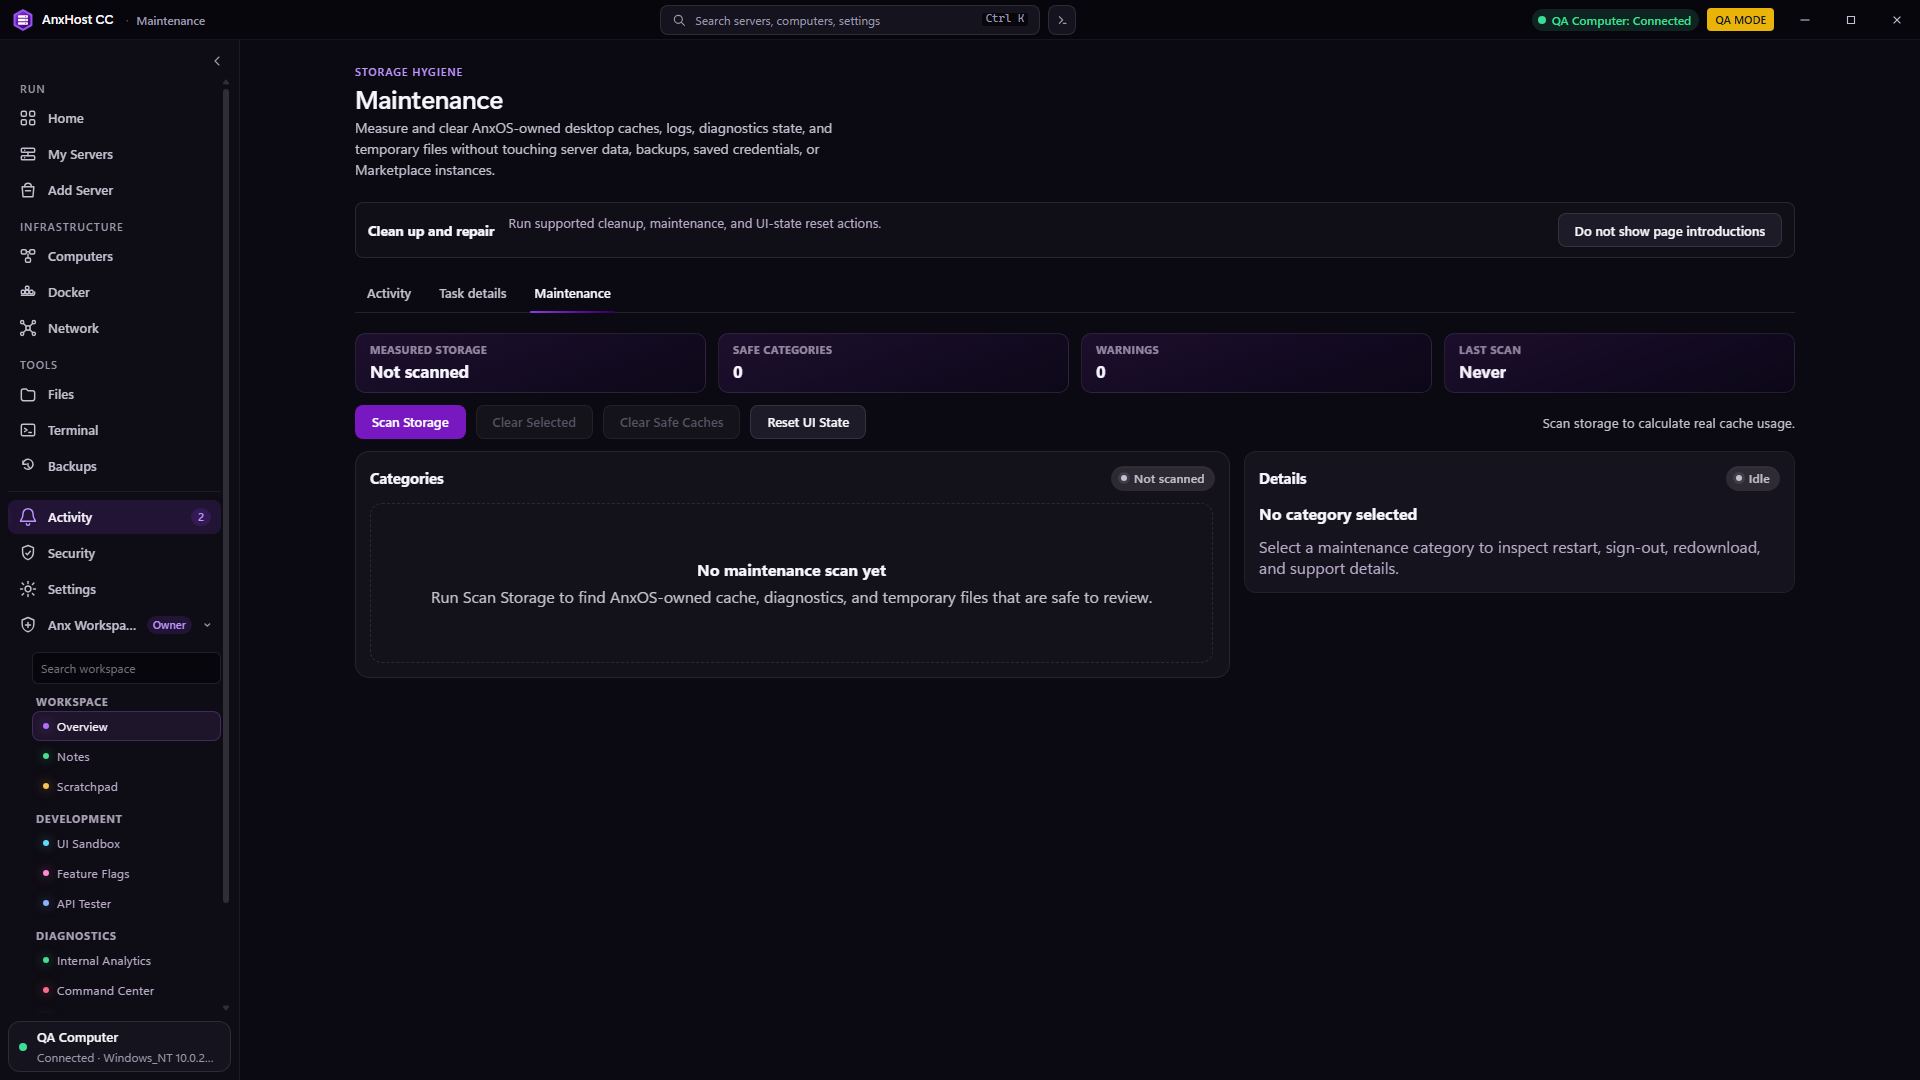 AnxHost CC · Maintenance
Search servers, computers, settings Ctrl K
QA Computer: Connected
QA MODE
RUN
Home
My Servers
Add Server
INFRASTRUCTURE
Computers
Docker
Network
TOOLS
Files
Terminal
Backups
Activity 2
Security
Settings
Anx Workspa... Owner
Search workspace
WORKSPACE
Overview
Notes
Scratchpad
DEVELOPMENT
UI Sandbox
Feature Flags
API Tester
DIAGNOSTICS
Internal Analytics
Command Center
QA Computer
Connected · Windows_NT 10.0.2...
STORAGE HYGIENE
Maintenance
Measure and clear AnxOS-owned desktop caches, logs, diagnostics state, and
temporary files without touching server data, backups, saved credentials, or
Marketplace instances.
Clean up and repair Run supported cleanup, maintenance, and UI-state reset actions.
Do not show page introductions
Activity Task details Maintenance
MEASURED STORAGE
Not scanned
SAFE CATEGORIES
0
WARNINGS
0
LAST SCAN
Never
Scan Storage Clear Selected Clear Safe Caches Reset UI State
Scan storage to calculate real cache usage.
Categories Not scanned
No maintenance scan yet
Run Scan Storage to find AnxOS-owned cache, diagnostics, and temporary files that are safe to review.
Details Idle
No category selected
Select a maintenance category to inspect restart, sign-out, redownload,
and support details.